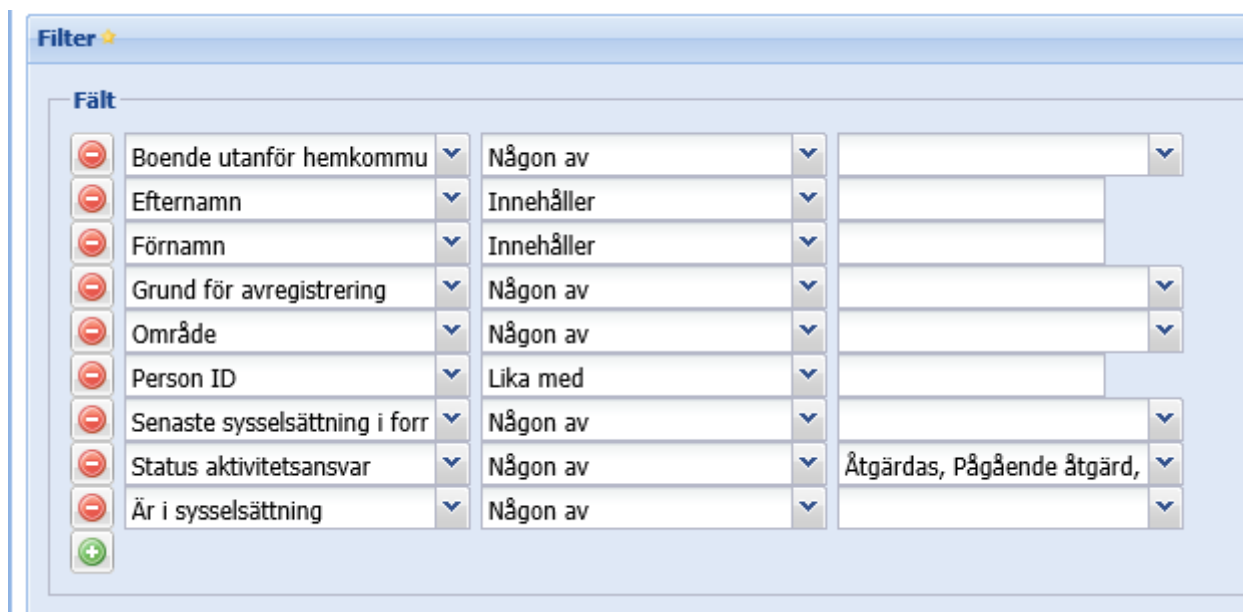 Filter
Fält
Boende utanför hemkommu Någon av
Efternamn Innehåller
Förnamn Innehåller
Grund för avregistrering Någon av
Område Någon av
Person ID Lika med
Senaste sysselsättning i forr Någon av
Status aktivitetsansvar Någon av Åtgärdas, Pågående åtgärd,
Är i sysselsättning Någon av